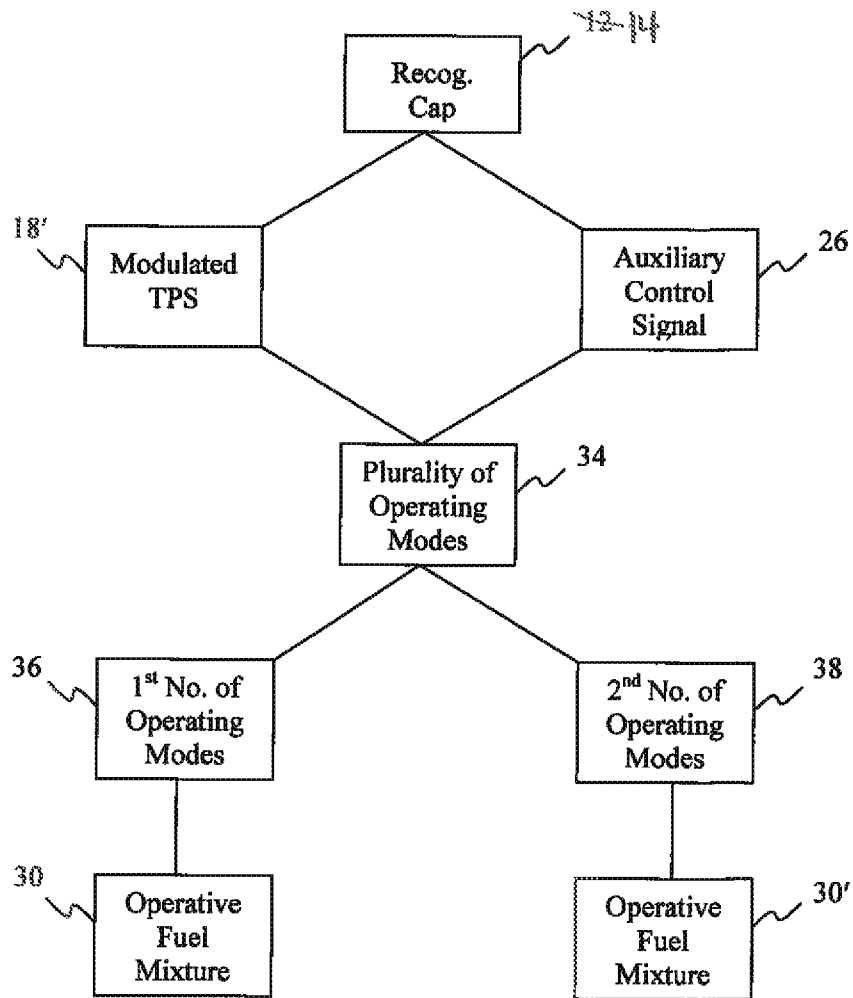 12 14
Recog.
Cap
18'
Modulated
TPS
Auxiliary
Control
Signal
26
Plurality of
Operating
Modes
34
36
1st No. of
Operating
Modes
2nd No. of
Operating
Modes
38
30
Operative
Fuel
Mixture
Operative
Fuel
Mixture
30'